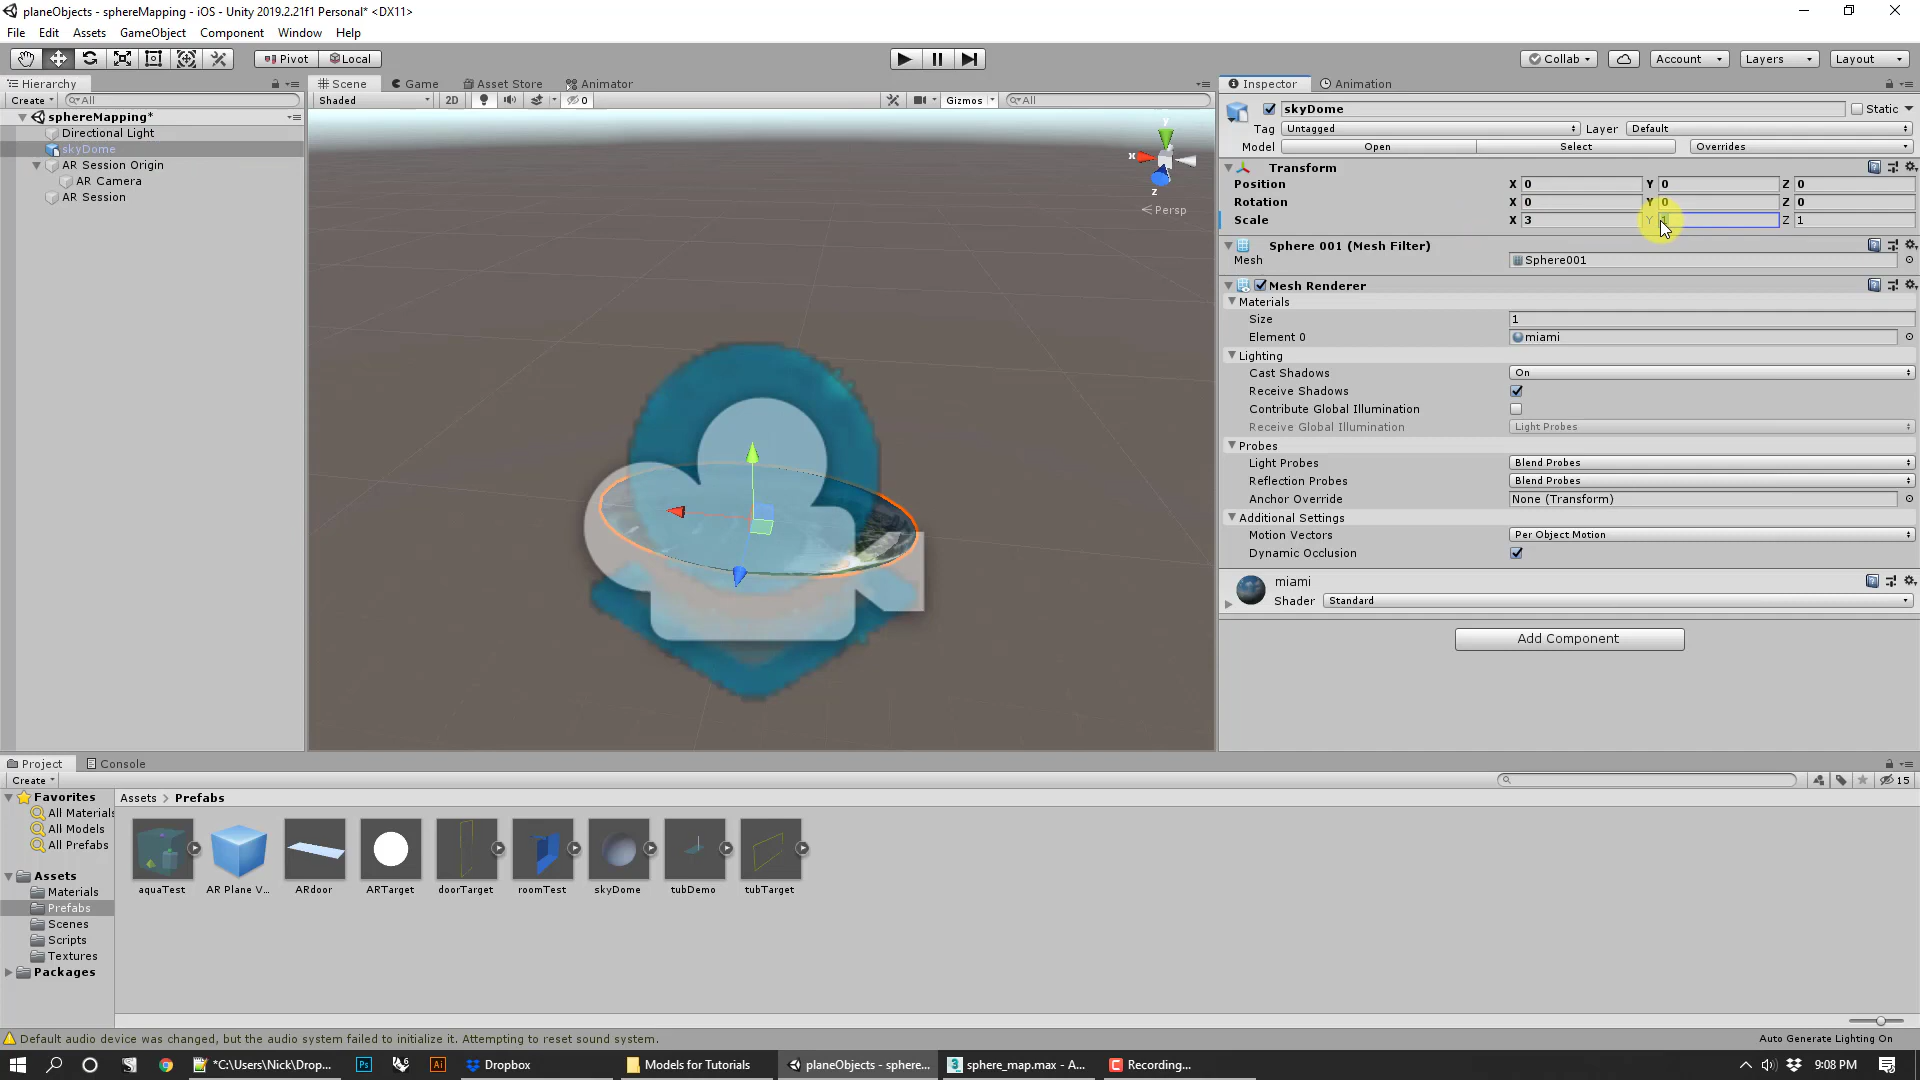 planeObjects - sphereMapping - iOS - Unity 2019.2.21f1 Personal* <DX11>
File Edit Assets GameObject Component Window Help
Pivot Local Collab Account Layers Layout
Hierarchy
Create All
sphereMapping*
Directional Light
skyDome
AR Session Origin
AR Camera
AR Session
Scene Game Asset Store Animator
Shaded 2D 0 Gizmos All
y
x
z
Persp
Inspector Animation
skyDome Static
Tag Untagged Layer Default
Model Open Select Overrides
Transform
Position X 0 Y 0 Z 0
Rotation X 0 Y 0 Z 0
Scale X 3 Y 1 Z 1
Sphere 001 (Mesh Filter)
Mesh Sphere001
Mesh Renderer
Materials
Size 1
Element 0 miami
Lighting
Cast Shadows On
Receive Shadows
Contribute Global Illumination
Receive Global Illumination Light Probes
Probes
Light Probes Blend Probes
Reflection Probes Blend Probes
Anchor Override None (Transform)
Additional Settings
Motion Vectors Per Object Motion
Dynamic Occlusion
miami
Shader Standard
Add Component
Project Console
Create 15
Favorites
All Materials
All Models
All Prefabs
Assets
Materials
Prefabs
Scenes
Scripts
Textures
Packages
Assets > Prefabs
aquaTest AR Plane V... ARdoor ARTarget doorTarget roomTest skyDome tubDemo tubTarget
Default audio device was changed, but the audio system failed to initialize it. Attempting to reset sound system.
Auto Generate Lighting On
*C:\Users\Nick\Drop... Ps Ai Dropbox Models for Tutorials planeObjects - sphere... sphere_map.max - A... Recording... 9:08 PM